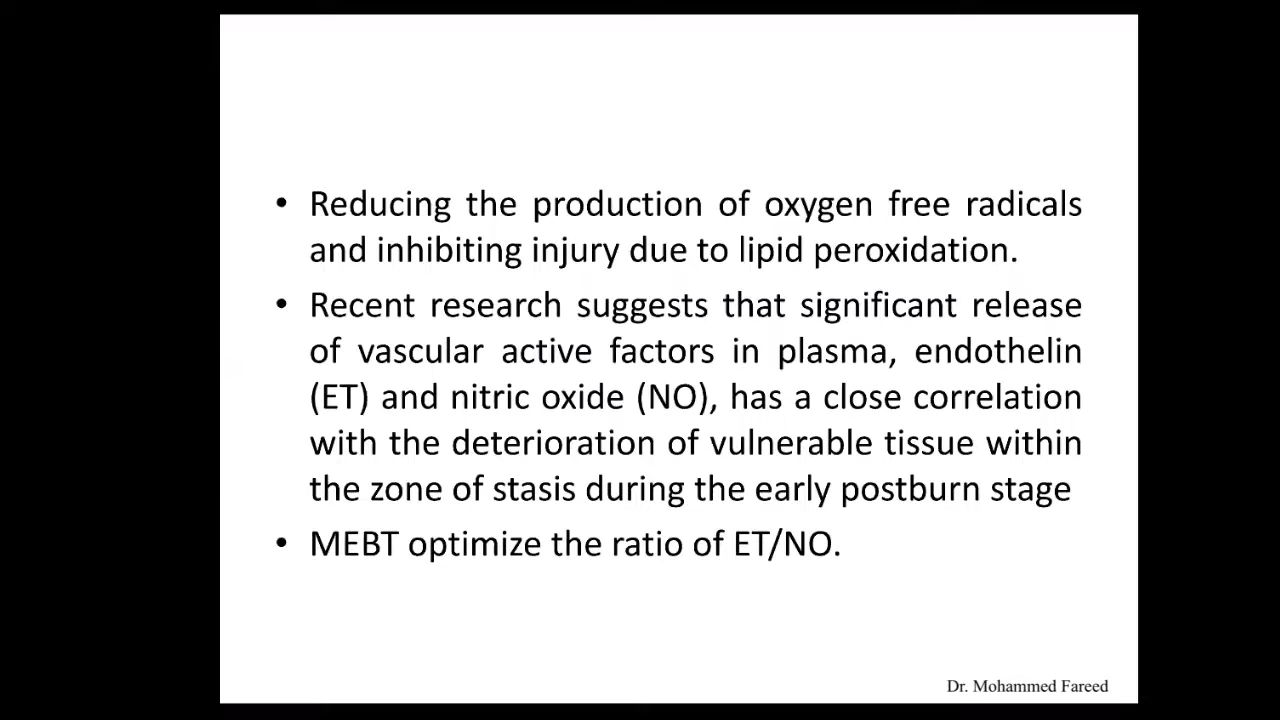 • Reducing the production of oxygen free radicals
and inhibiting injury due to lipid peroxidation.
• Recent research suggests that significant release
of vascular active factors in plasma, endothelin
(ET) and nitric oxide (NO), has a close correlation
with the deterioration of vulnerable tissue within
the zone of stasis during the early postburn stage
• MEBT optimize the ratio of ET/NO.
Dr. Mohammed Fareed